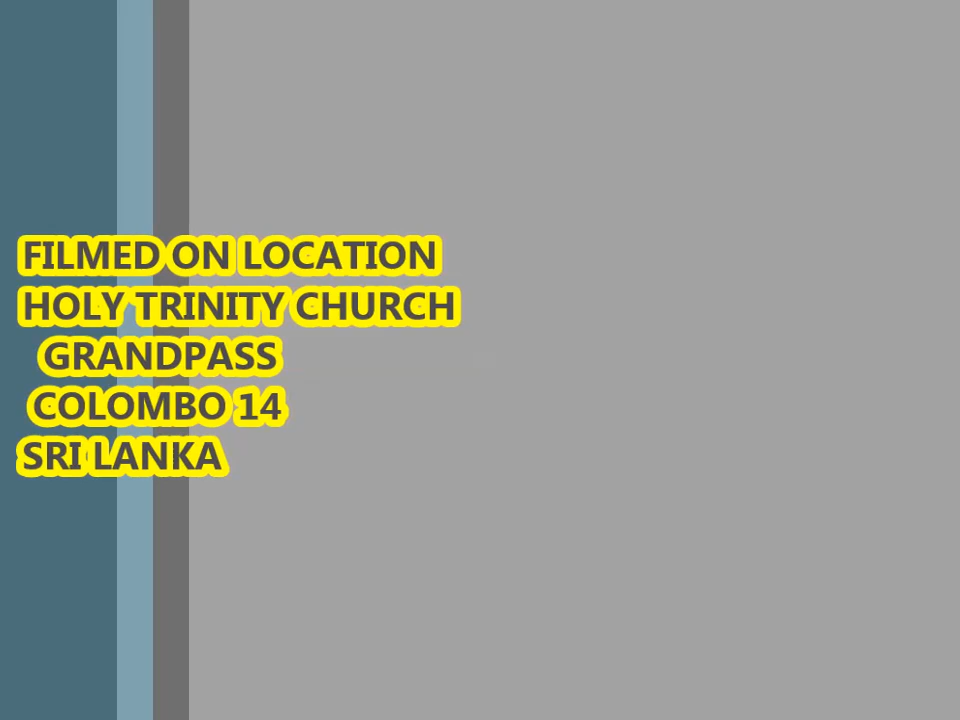 FILMED ON LOCATION
HOLY TRINITY CHURCH
GRANDPASS
COLOMBO 14
SRI LANKA